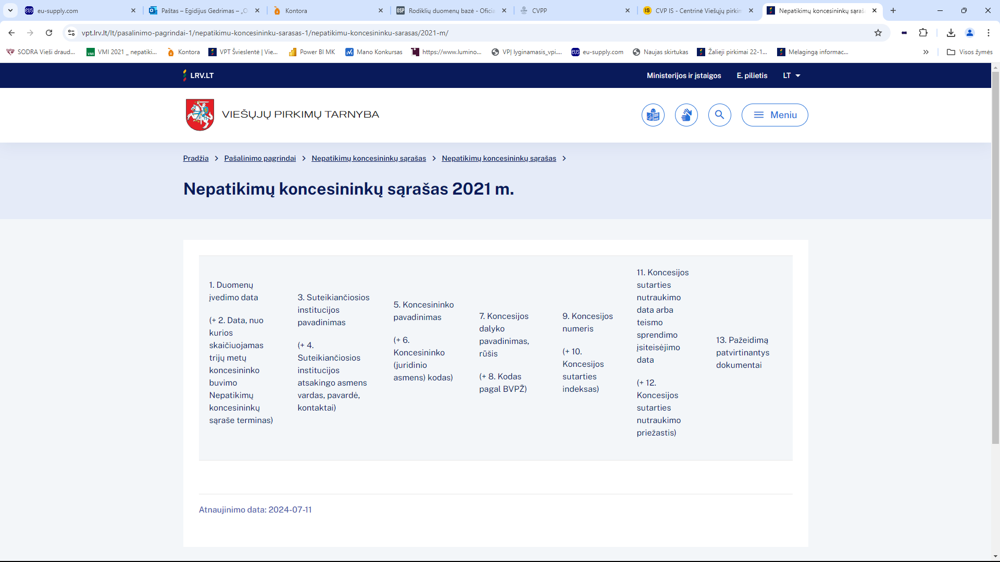 eu-supply.com
Paštas – Egidijus Gedrimas – „O
Kontora
Rodiklių duomenų bazė - Oficia
CVPP
CVP IS - Centrinė Viešųjų pirkim
Nepatikimų koncesininkų sąraš
vpt.lrv.lt/lt/pasalinimo-pagrindai-1/nepatikimu-koncesininku-sarasas-1/nepatikimu-koncesininku-sarasas/2021-m/
SODRA Vieši draud...
VMI 2021 _ nepatiki...
Kontora
VPT Švieslentė | Vie...
Power BI MK
Mano Konkursas
https://www.lumino...
VPĮ lyginamasis_vpi....
eu-supply.com
Naujas skirtukas
Žalieji pirkimai 22-1...
Melagingą informac...
Visos žymės
LRV.LT
Ministerijos ir įstaigos
E. pilietis
LT
VIEŠŲJŲ PIRKIMŲ TARNYBA
Meniu
Pradžia
Pašalinimo pagrindai
Nepatikimų koncesininkų sąrašas
Nepatikimų koncesininkų sąrašas
Nepatikimų koncesininkų sąrašas 2021 m.
1. Duomenų
įvedimo data
(+ 2. Data, nuo
kurios
skaičiuojamas
trijų metų
koncesininko
buvimo
Nepatikimų
koncesininkų
sąraše terminas)
3. Suteikiančiosios
institucijos
pavadinimas
(+ 4.
Suteikiančiosios
institucijos
atsakingo asmens
vardas, pavardė,
kontaktai)
5. Koncesininko
pavadinimas
(+ 6.
Koncesininko
(juridinio
asmens) kodas)
7. Koncesijos
dalyko
pavadinimas,
rūšis
(+ 8. Kodas
pagal BVPŽ)
9. Koncesijos
numeris
(+ 10.
Koncesijos
sutarties
indeksas)
11. Koncesijos
sutarties
nutraukimo
data arba
teismo
sprendimo
įsiteisėjimo
data
(+ 12.
Koncesijos
sutarties
nutraukimo
priežastis)
13. Pažeidimą
patvirtinantys
dokumentai
Atnaujinimo data: 2024-07-11